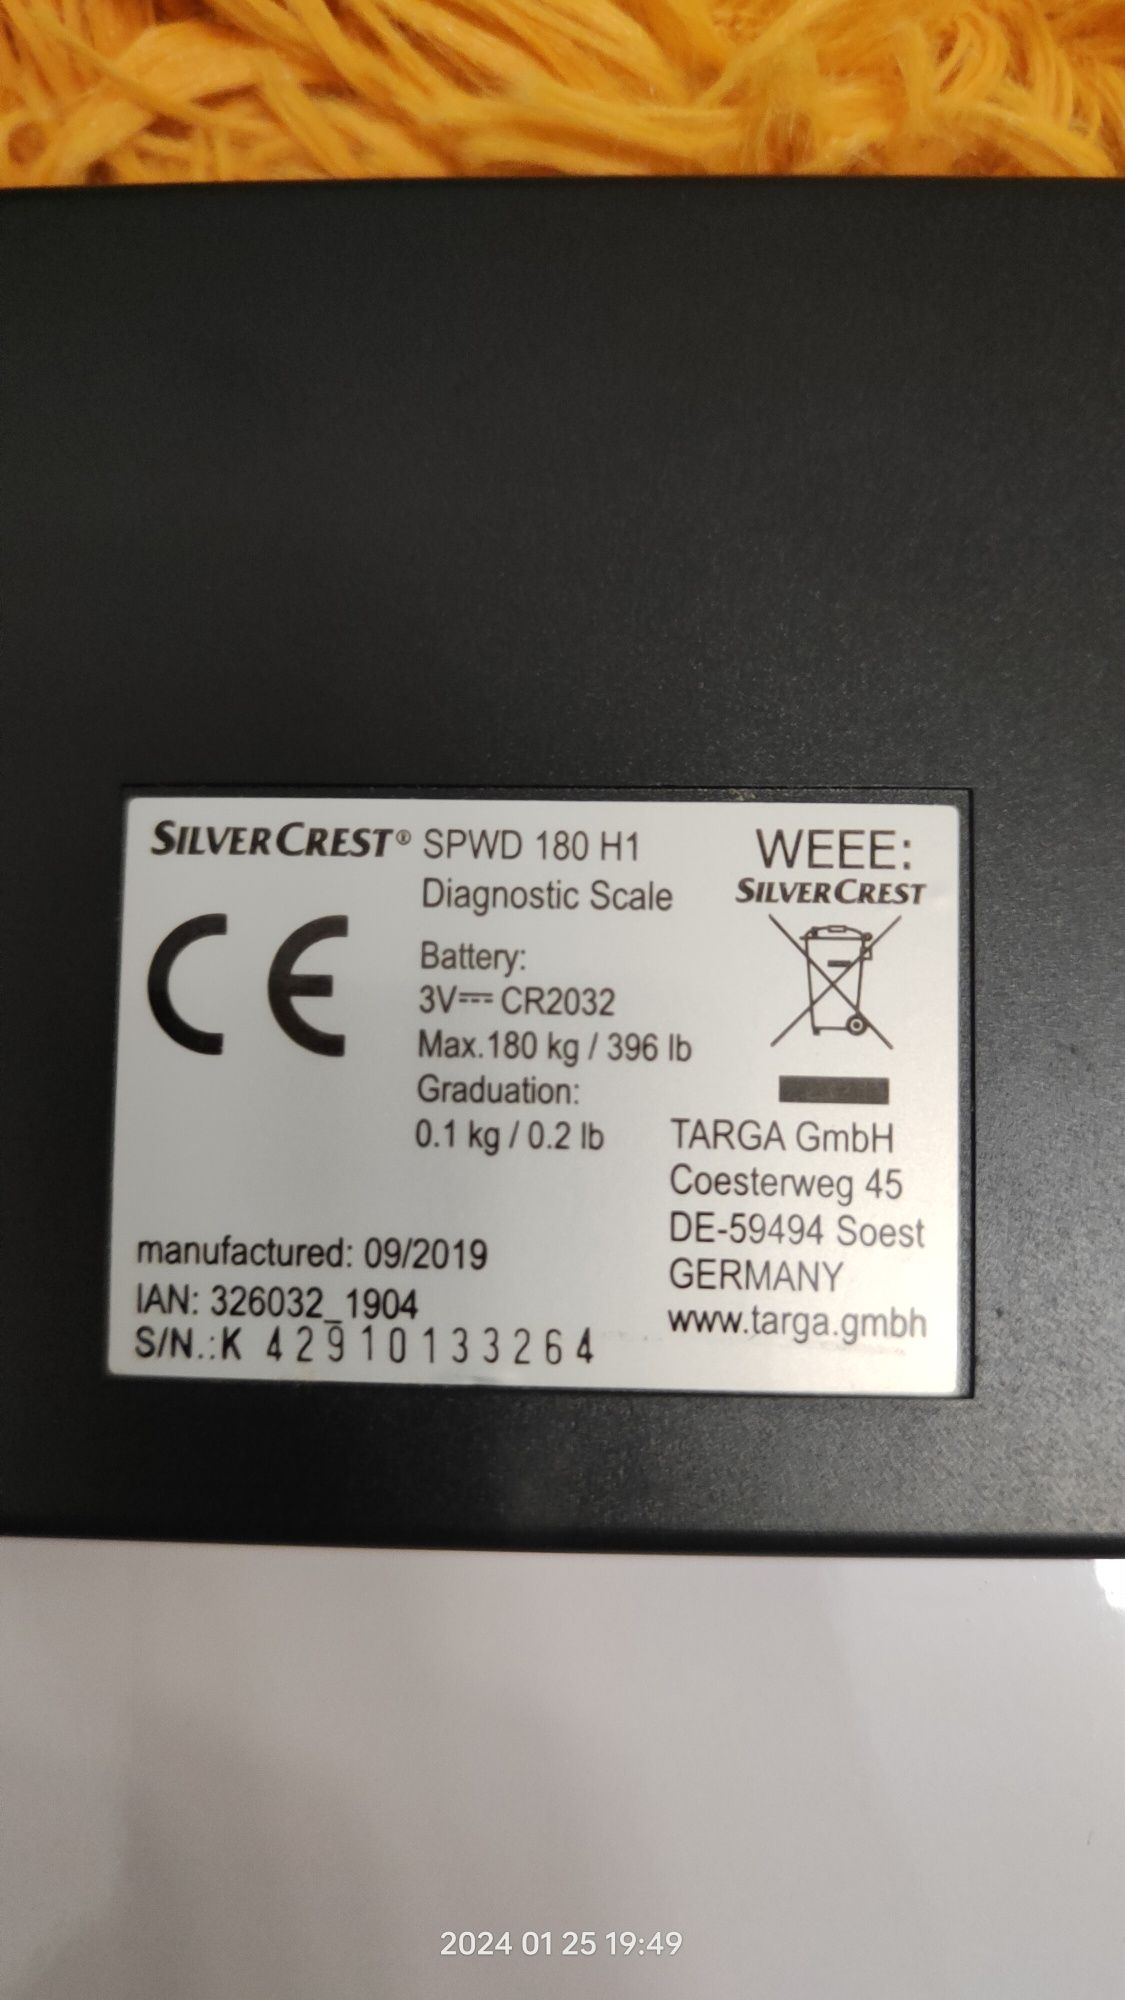 SILVERCREST® SPWD 180 H1
Diagnostic Scale
CE
Battery:
3V⎓ CR2032
Max.180 kg / 396 lb
Graduation:
0.1 kg / 0.2 lb
WEEE:
SILVERCREST
TARGA GmbH
Coesterweg 45
DE-59494 Soest
GERMANY
www.targa.gmbh
manufactured: 09/2019
IAN: 326032_1904
S/N.:K 42910133264
2024 01 25 19:49